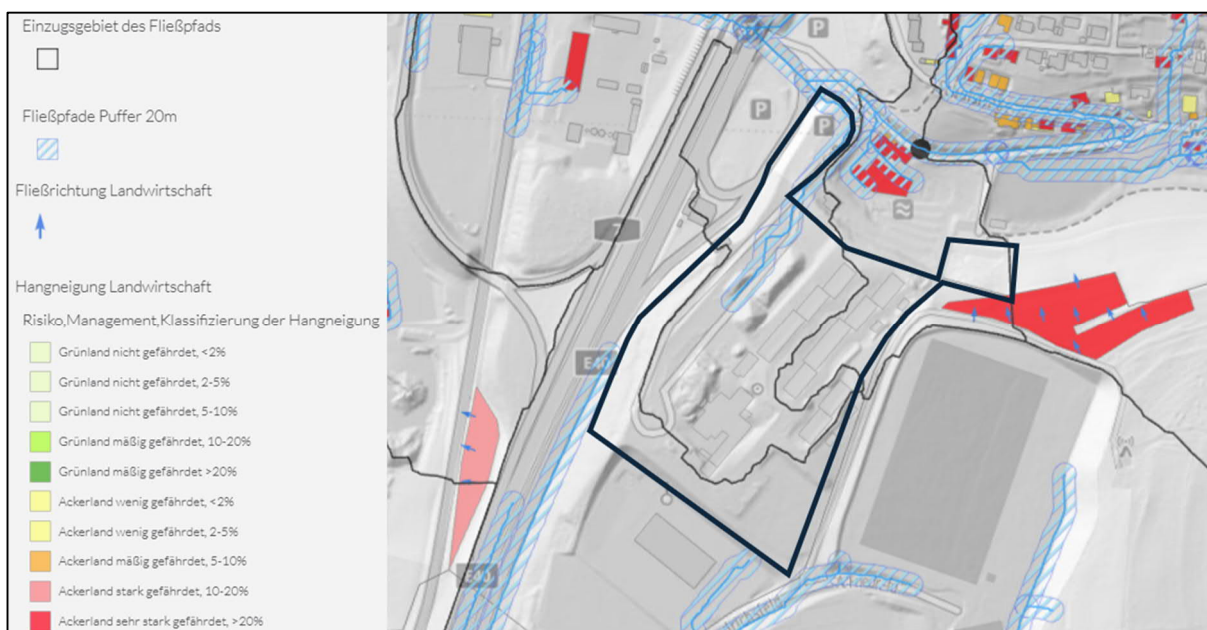 Einzugsgebiet des Fließpfads
Fließpfade Puffer 20m
Fließrichtung Landwirtschaft
Hangneigung Landwirtschaft
Risiko,Management,Klassifizierung der Hangneigung
Grünland nicht gefährdet, <2%
Grünland nicht gefährdet, 2-5%
Grünland nicht gefährdet, 5-10%
Grünland mäßig gefährdet, 10-20%
Grünland mäßig gefährdet >20%
Ackerland wenig gefährdet, <2%
Ackerland wenig gefährdet, 2-5%
Ackerland mäßig gefährdet, 5-10%
Ackerland stark gefährdet, 10-20%
Ackerland sehr stark gefährdet, >20%
P
P
P
7
E40